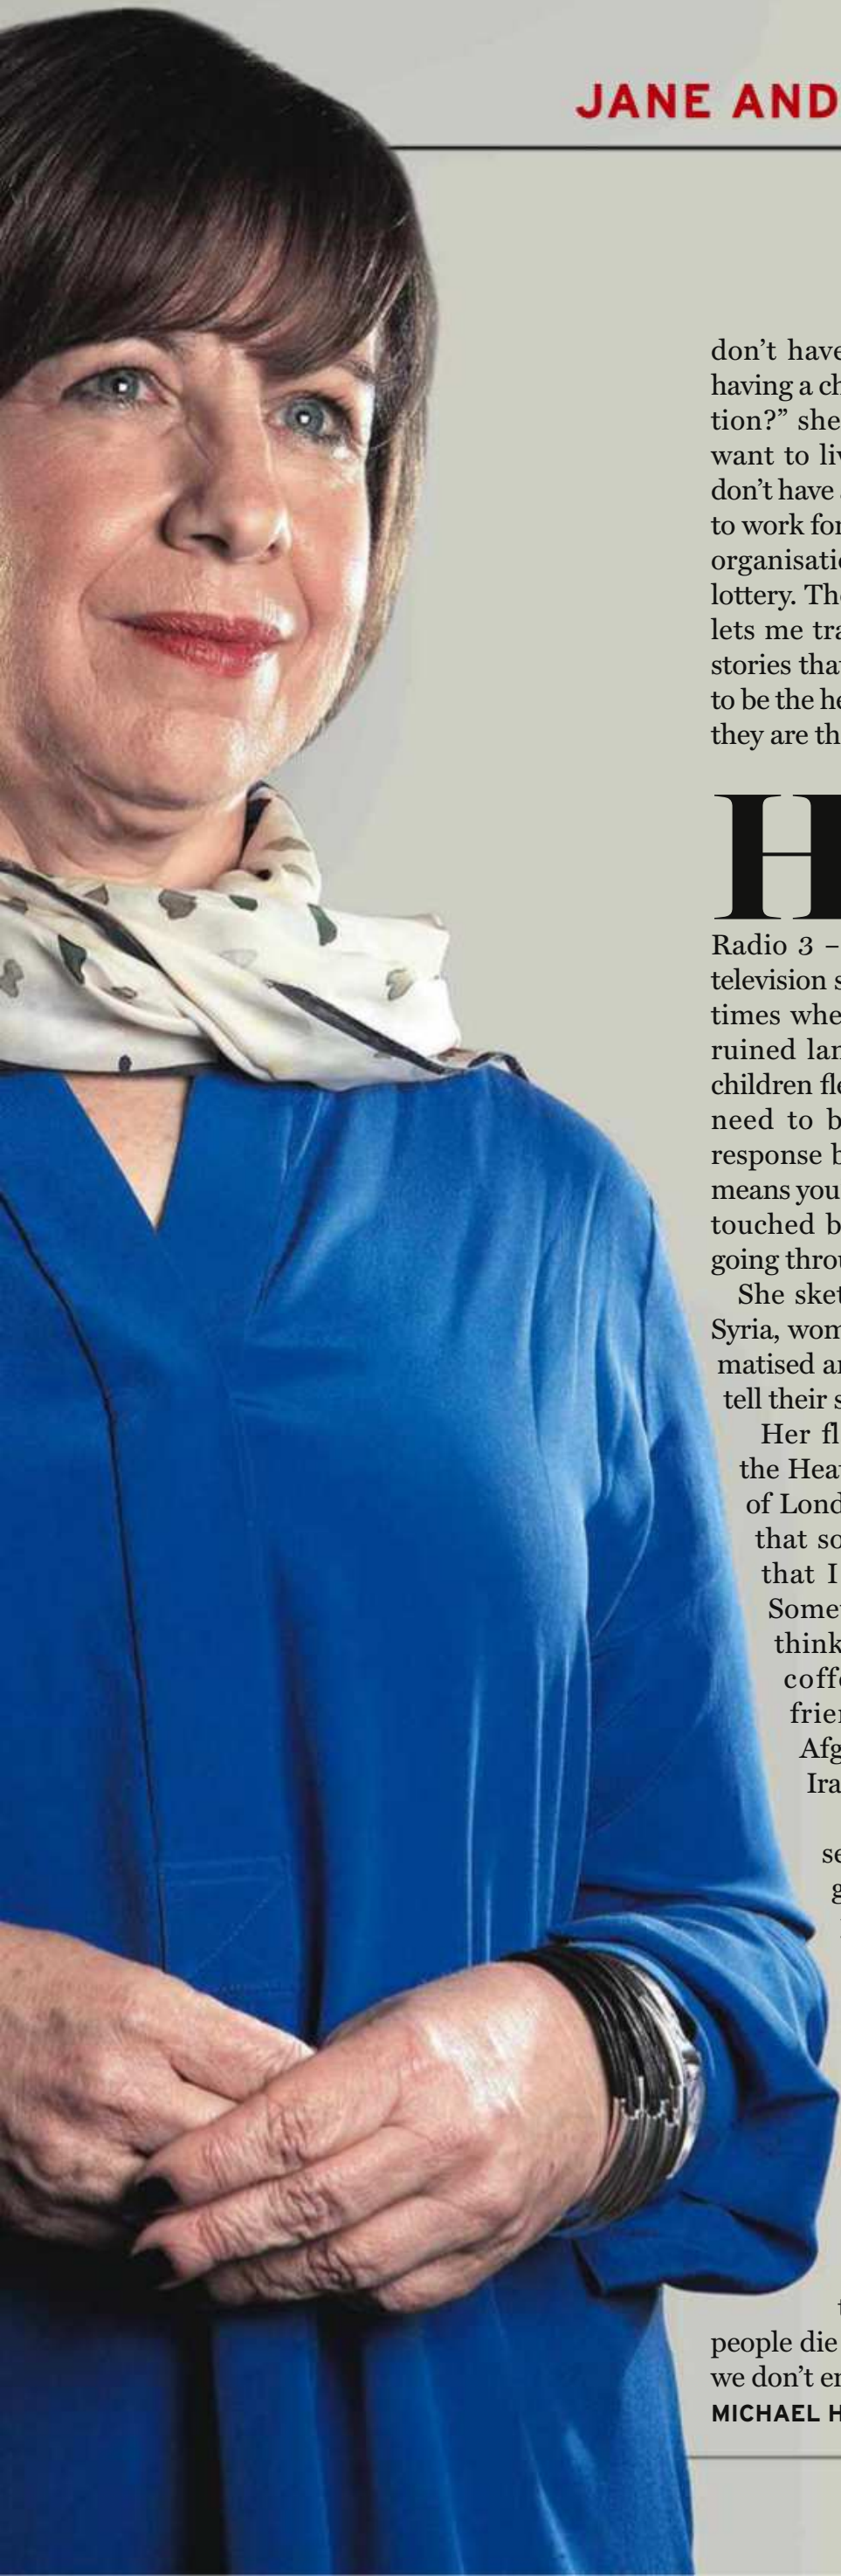 JANE AND
don't have
having a ch
tion?" she
want to liv
don't have
to work for
organisati
lottery. Th
lets me tra
stories tha
to be the he
they are th
H
Radio 3 –
television s
times whe
ruined lan
children fle
need to b
response b
means you
touched b
going throu
She sket
Syria, wom
matised an
tell their s
Her fl
the Hea
of Lond
that so
that I
Some
think
coff
frien
Afg
Ira
se
g
t
people die
we don't en
MICHAEL H